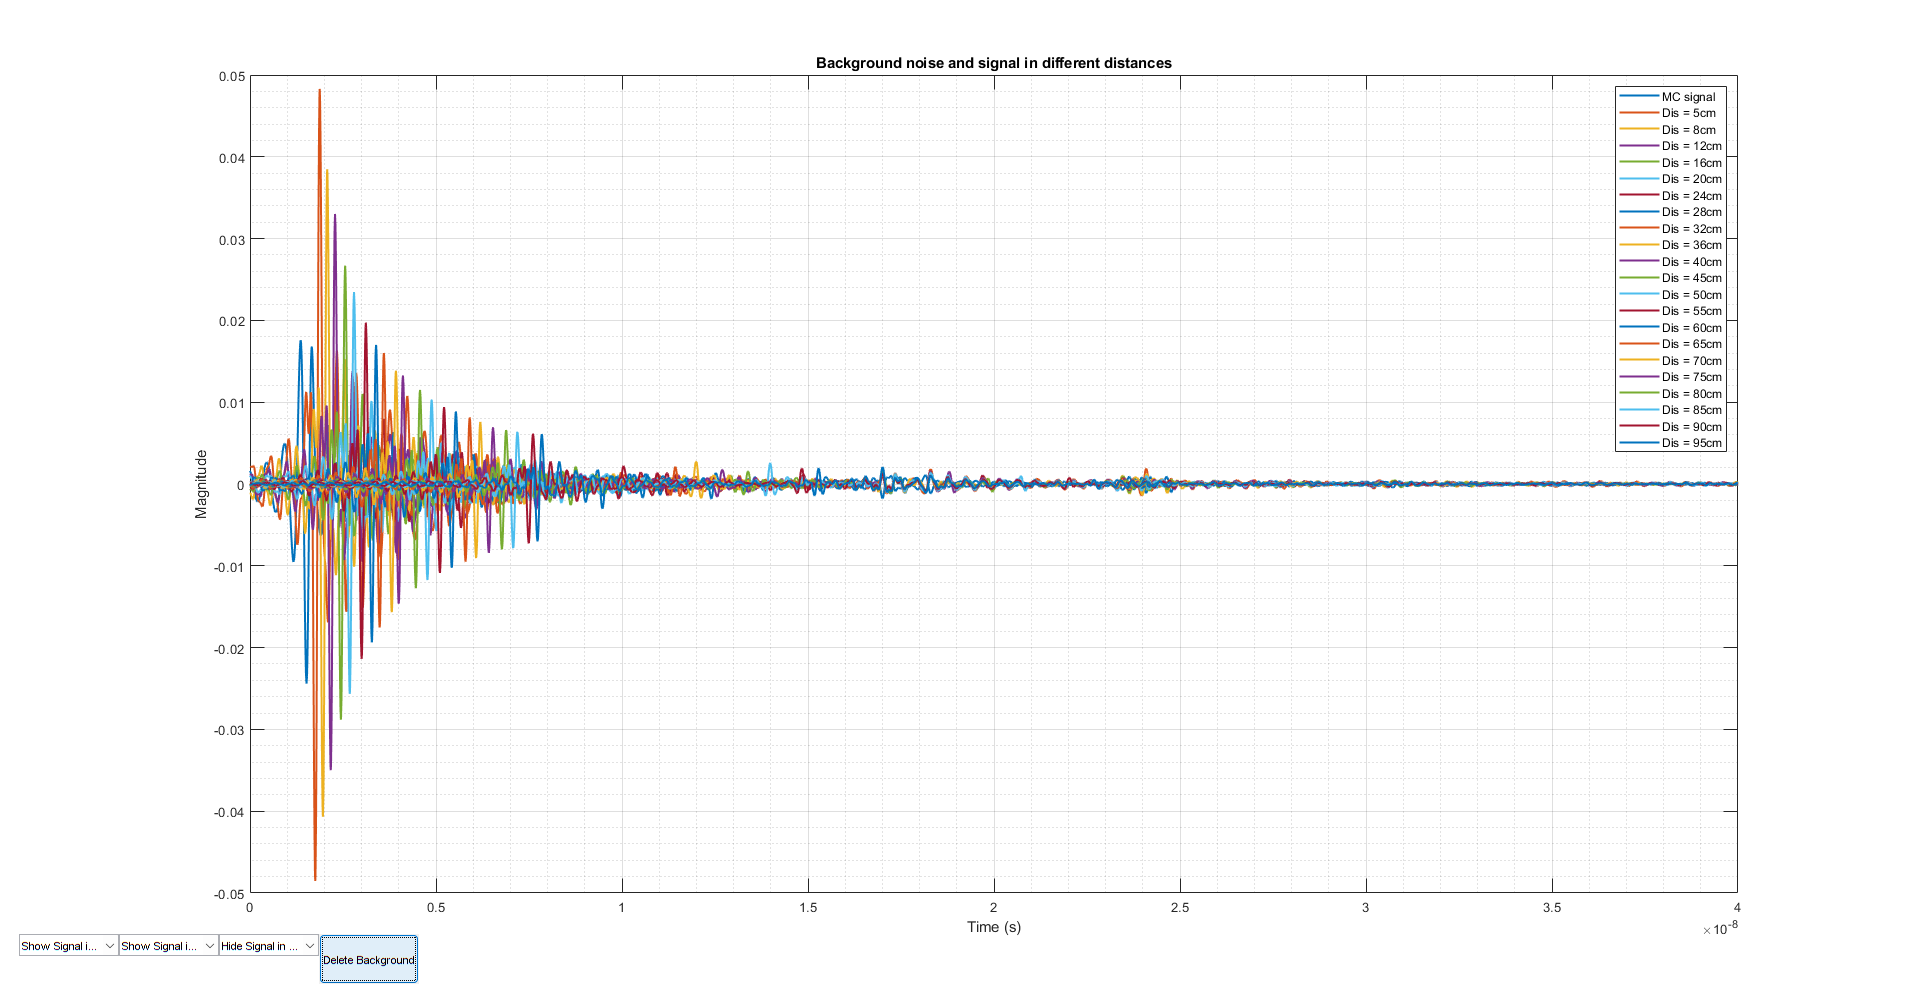 Background noise and signal in different distances
0.05
0.04
0.03
0.02
0.01
0
-0.01
-0.02
-0.03
-0.04
-0.05
Magnitude
MC signal
Dis = 5cm
Dis = 8cm
Dis = 12cm
Dis = 16cm
Dis = 20cm
Dis = 24cm
Dis = 28cm
Dis = 32cm
Dis = 36cm
Dis = 40cm
Dis = 45cm
Dis = 50cm
Dis = 55cm
Dis = 60cm
Dis = 65cm
Dis = 70cm
Dis = 75cm
Dis = 80cm
Dis = 85cm
Dis = 90cm
Dis = 95cm
0 0.5 1 1.5 2 2.5 3 3.5 4
Time (s)
×10⁻⁸
Show Signal i... Show Signal i... Hide Signal in ...
Delete Background